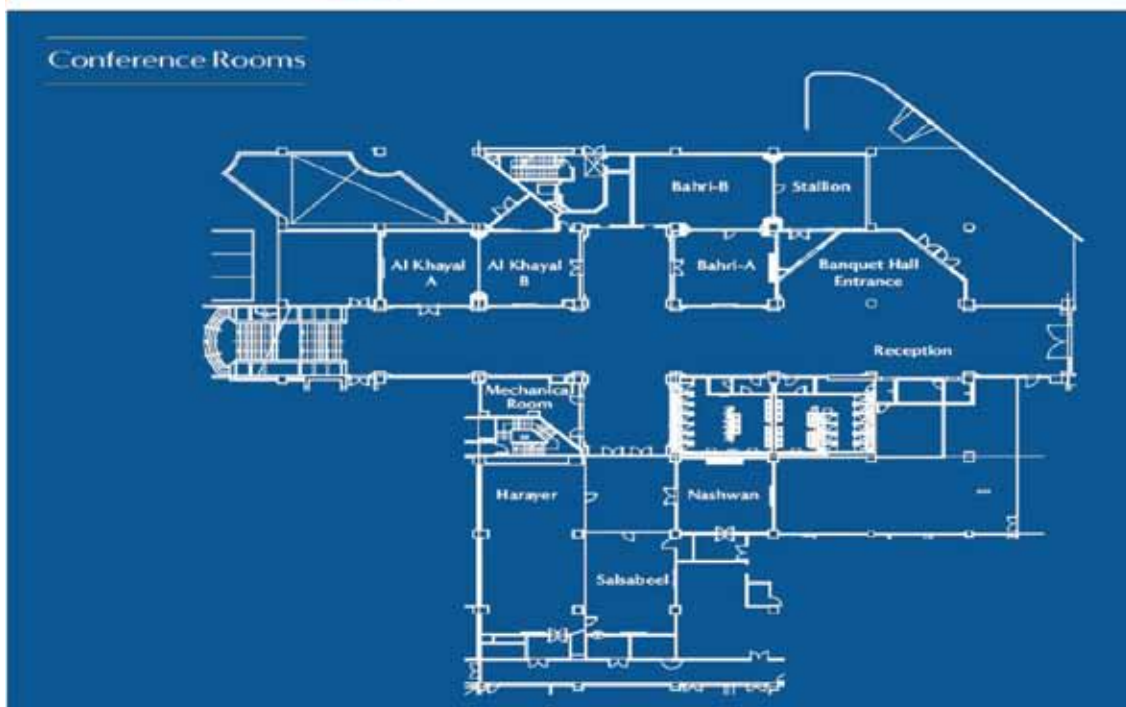 Conference Rooms
Bahri-B
Stallion
Al Khayal
A
Al Khayal
B
Bahri-A
Banquet Hall
Entrance
Reception
Mechanical
Room
Harayer
Nashwan
Salsabeel